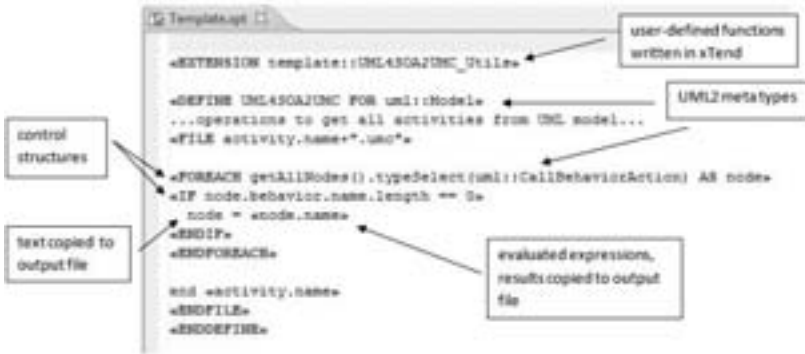 Template.xpt
«EXTENSION template::UML4SOA2UMC_Utils»
«DEFINE UML4SOA2UMC FOR uml::Model»
...operations to get all activities from UML model...
«FILE activity.name+".umc"»
«FOREACH getAllNodes().typeSelect(uml::CallBehaviorAction) AS node»
«IF node.behavior.name.length == 0»
node = «node.name»
«ENDIF»
«ENDFOREACH»
end «activity.name»
«ENDFILE»
«ENDDEFINE»
user-defined functions
written in xTend
UML2 metatypes
control
structures
text copied to
output file
evaluated expressions,
results copied to output
file